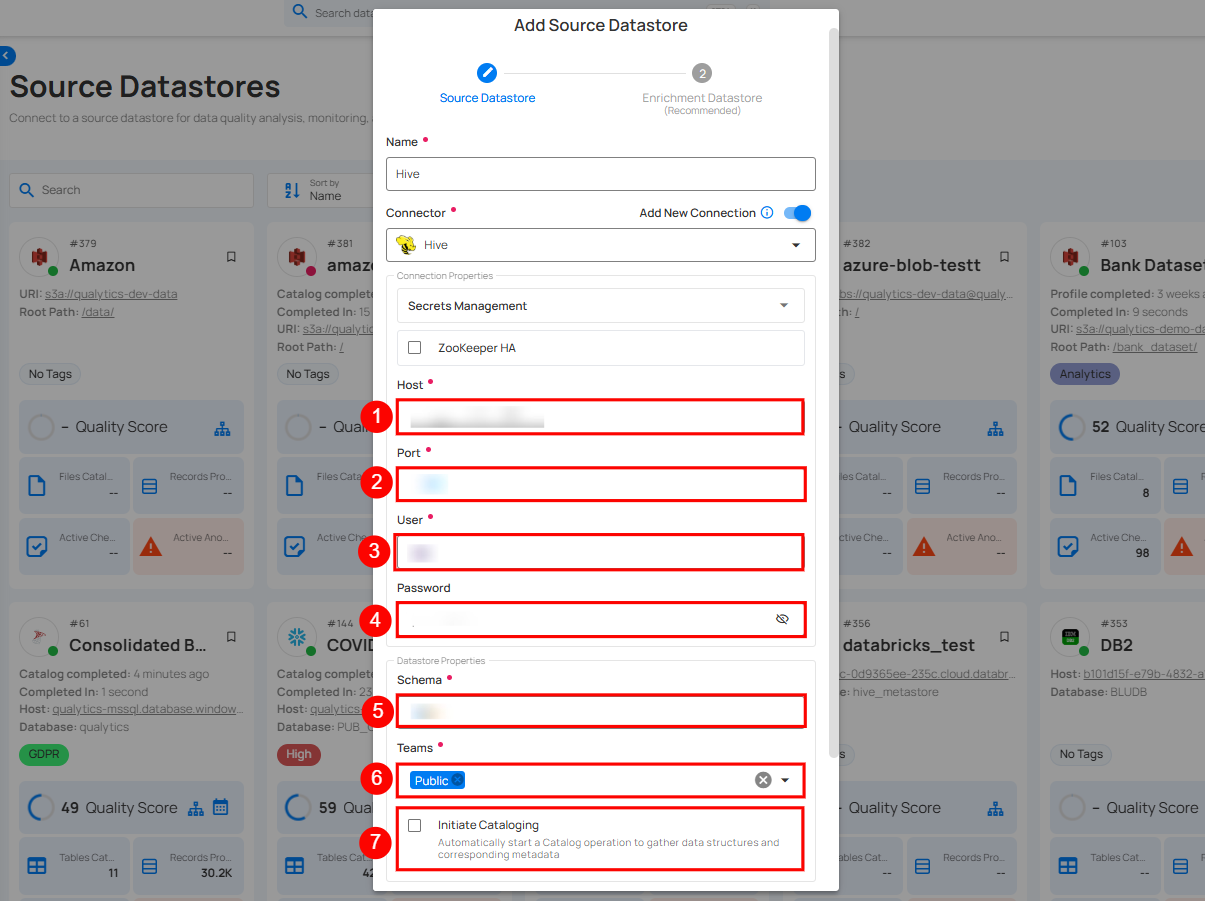 Search dat
Source Datastores
Connect to a source datastore for data quality analysis, monitoring,
Search
Sort by
Name
#379
Amazon
URI: s3a://qualytics-dev-data
Root Path: /data/
No Tags
– Quality Score
Files Catal...
--
Records Pro...
--
Active Che...
--
Active Ano...
--
#381
Catalog complet
Completed In: 15
URI: s3a://qualytic
Root Path: /
No Tags
–
Files Catal
Active Che
#61
Consolidated B...
Catalog completed: 4 minutes ago
Completed In: 1 second
Host: qualytics-mssql.database.window...
Database: qualytics
GDPR
49 Quality Score
Tables Cat...
11
Records Pro...
30.2K
#144
COVID
Catalog complet
Completed In: 23
Host: qualytics
Database: PUB_
High
59
Tables Cat
42
Add Source Datastore
2
Source Datastore
Enrichment Datastore
(Recommended)
Name •
Hive
Connector •
Add New Connection
Hive
Connection Properties
Secrets Management
ZooKeeper HA
Host •
1
Port •
2
User •
3
Password
4
Datastore Properties
Schema •
5
Teams •
6
Public
7
Initiate Cataloging
Automatically start a Catalog operation to gather data structures and
corresponding metadata
#382
azure-blob-testt
bs://qualytics-dev-data@qualy...
h: /
– Quality Score
iles Catal...
--
Records Pro...
--
ctive Che...
--
Active Ano...
--
#103
Bank Dataset
Profile completed: 3 weeks a
Completed In: 9 seconds
URI: s3a://qualytics-demo-da
Root Path: /bank_dataset/
Analytics
52 Quality Score
Files Catal...
8
Active Che...
98
#356
databricks_test
c-0d9365ee-235c.cloud.databr...
e: hive_metastore
– Quality Score
ables Cat...
--
Records Pro...
--
#353
DB2
Host: b101d15f-e79b-4832-a
Database: BLUDB
No Tags
– Quality Score
Tables Cat...
--